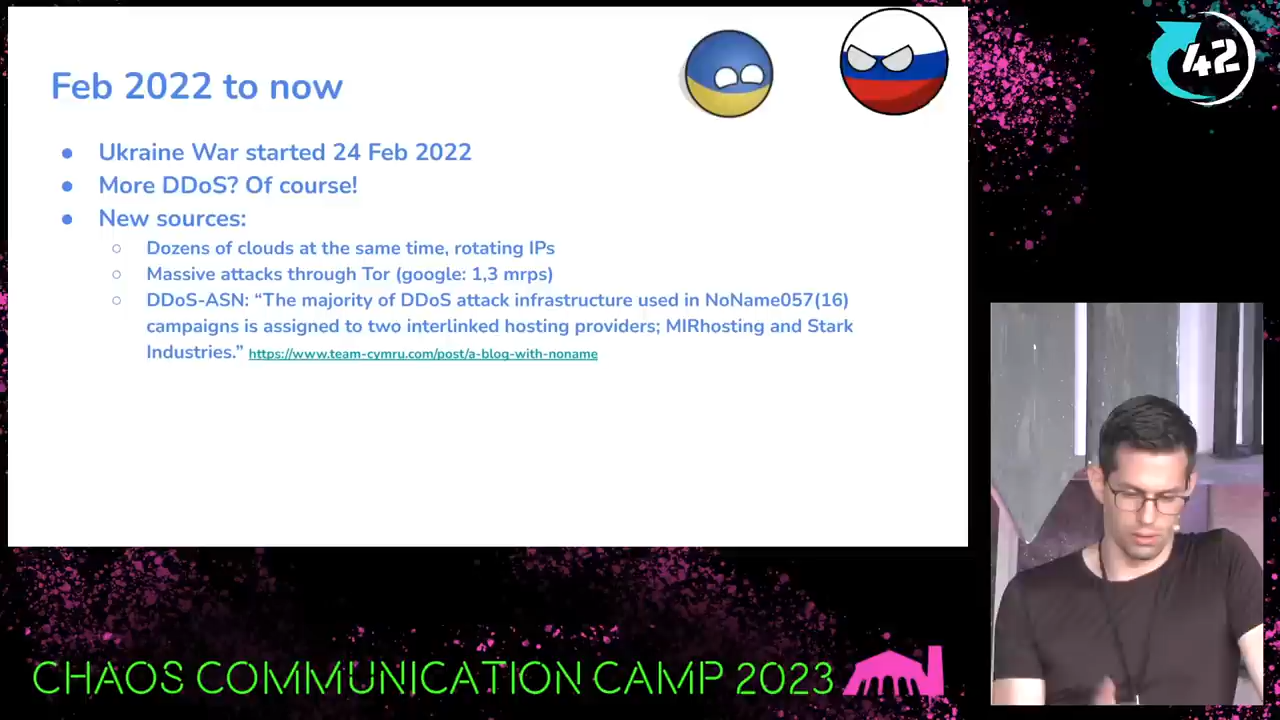 Feb 2022 to now
● Ukraine War started 24 Feb 2022
● More DDoS? Of course!
● New sources:
○ Dozens of clouds at the same time, rotating IPs
○ Massive attacks through Tor (google: 1,3 mrps)
○ DDoS-ASN: “The majority of DDoS attack infrastructure used in NoName057(16)
campaigns is assigned to two interlinked hosting providers; MIRhosting and Stark
Industries.” https://www.team-cymru.com/post/a-blog-with-noname
42
CHAOS COMMUNICATION CAMP 2023